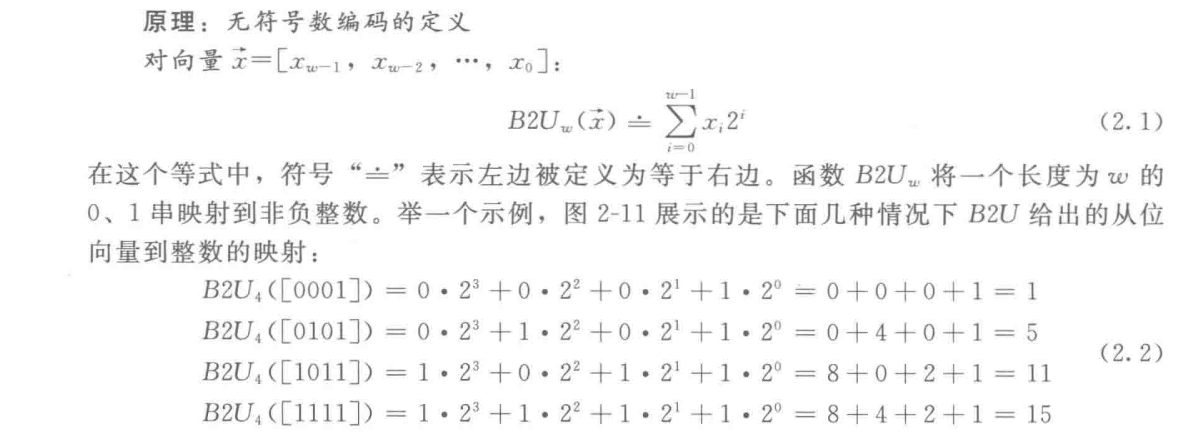 原理：无符号数编码的定义
对向量 $\vec{x}=[x_{w-1}, x_{w-2}, \cdots, x_0]$：
$B2U_w(\vec{x}) \doteq \sum_{i=0}^{w-1} x_i 2^i$ (2.1)
在这个等式中，符号“≐”表示左边被定义为等于右边。函数 $B2U_w$ 将一个长度为 $w$ 的
0、1 串映射到非负整数。举一个示例，图 2-11 展示的是下面几种情况下 B2U 给出的从位
向量到整数的映射：
$B2U_4([0001]) = 0 \cdot 2^3 + 0 \cdot 2^2 + 0 \cdot 2^1 + 1 \cdot 2^0 = 0+0+0+1 = 1$
$B2U_4([0101]) = 0 \cdot 2^3 + 1 \cdot 2^2 + 0 \cdot 2^1 + 1 \cdot 2^0 = 0+4+0+1 = 5$
(2.2)
$B2U_4([1011]) = 1 \cdot 2^3 + 0 \cdot 2^2 + 1 \cdot 2^1 + 1 \cdot 2^0 = 8+0+2+1 = 11$
$B2U_4([1111]) = 1 \cdot 2^3 + 1 \cdot 2^2 + 1 \cdot 2^1 + 1 \cdot 2^0 = 8+4+2+1 = 15$